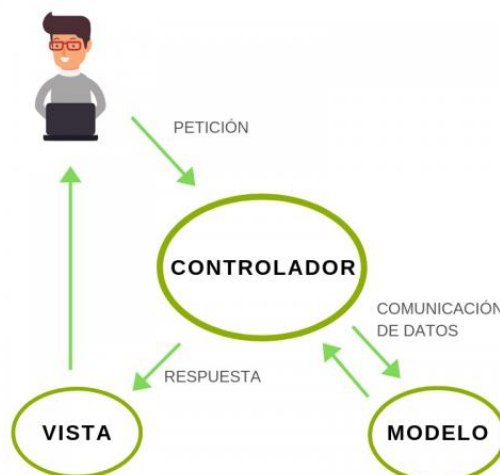 PETICIÓN
CONTROLADOR
COMUNICACIÓN
DE DATOS
RESPUESTA
VISTA
MODELO